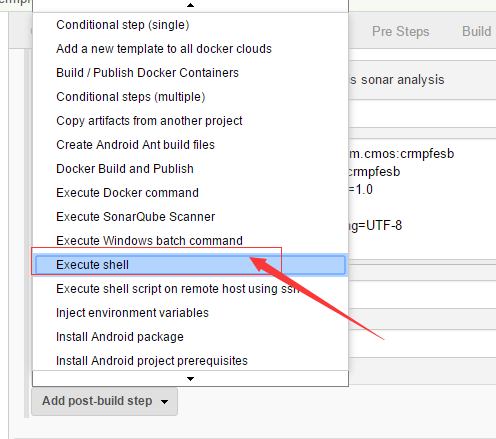 Conditional step (single)
Add a new template to all docker clouds
Pre Steps
Build
Build / Publish Docker Containers
Conditional steps (multiple)
s sonar analysis
Copy artifacts from another project
Create Android Ant build files
m.cmos:crmpfesb
Docker Build and Publish
crmpfesb
Execute Docker command
=1.0
Execute SonarQube Scanner
ng=UTF-8
Execute Windows batch command
Execute shell
Execute shell script on remote host using ssh
Inject environment variables
Install Android package
Install Android project prerequisites
Add post-build step